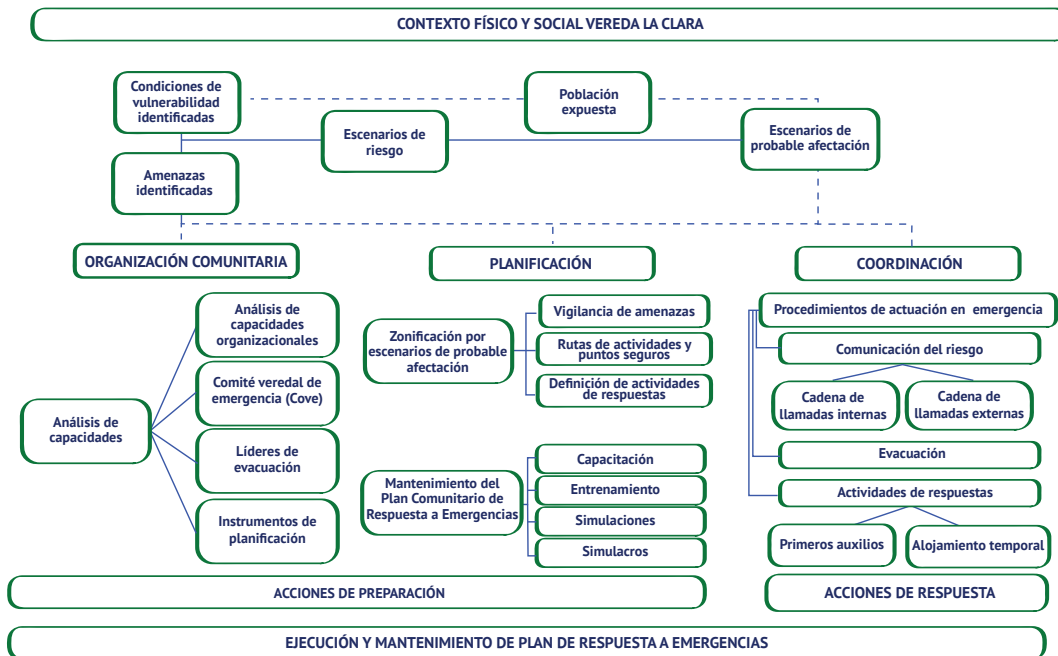 CONTEXTO FÍSICO Y SOCIAL VEREDA LA CLARA
Condiciones de
vulnerabilidad
identificadas
Población
expuesta
Escenarios de
riesgo
Escenarios de
probable afectación
Amenazas
identificadas
ORGANIZACIÓN COMUNITARIA
PLANIFICACIÓN
COORDINACIÓN
Análisis de
capacidades
Análisis de
capacidades
organizacionales
Comité veredal de
emergencia (Cove)
Líderes de
evacuación
Instrumentos de
planificación
Zonificación por
escenarios de probable
afectación
Vigilancia de amenazas
Rutas de actividades y
puntos seguros
Definición de actividades
de respuestas
Mantenimiento del
Plan Comunitario de
Respuesta a Emergencias
Capacitación
Entrenamiento
Simulaciones
Simulacros
Procedimientos de actuación en emergencia
Comunicación del riesgo
Cadena de
llamadas internas
Cadena de
llamadas externas
Evacuación
Actividades de respuestas
Primeros auxilios
Alojamiento temporal
ACCIONES DE PREPARACIÓN
ACCIONES DE RESPUESTA
EJECUCIÓN Y MANTENIMIENTO DE PLAN DE RESPUESTA A EMERGENCIAS